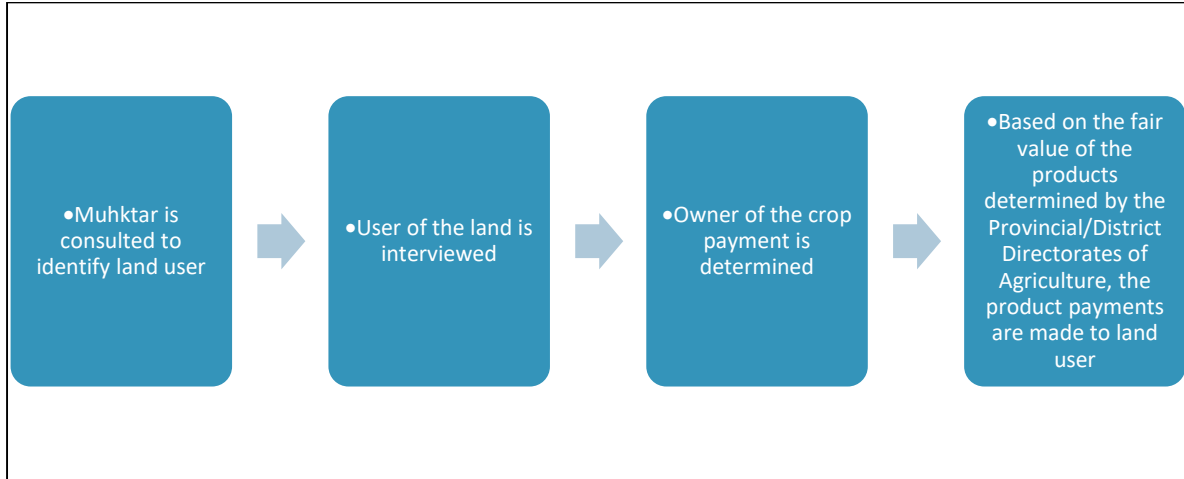 •Muhktar is
consulted to
identify land user
•User of the land is
interviewed
•Owner of the crop
payment is
determined
•Based on the fair
value of the
products
determined by the
Provincial/District
Directorates of
Agriculture, the
product payments
are made to land
user